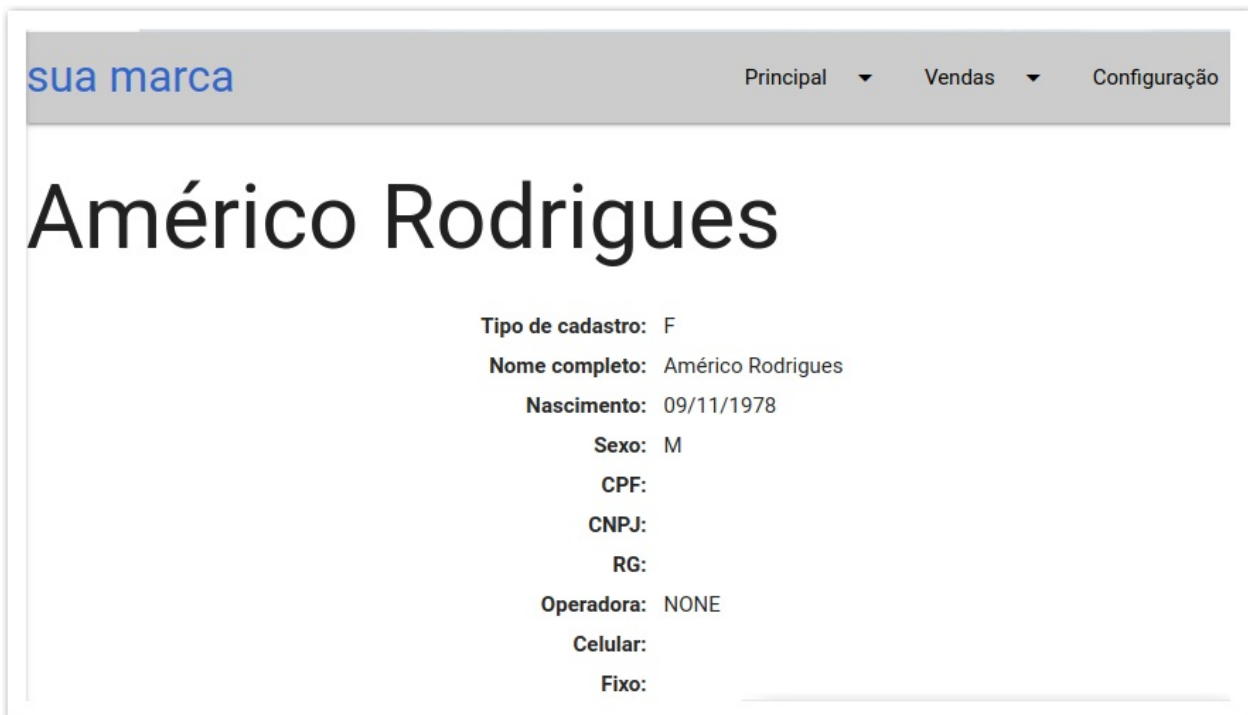 sua marca Principal Vendas Configuração
Américo Rodrigues
Tipo de cadastro: F
Nome completo: Américo Rodrigues
Nascimento: 09/11/1978
Sexo: M
CPF:
CNPJ:
RG:
Operadora: NONE
Celular:
Fixo: